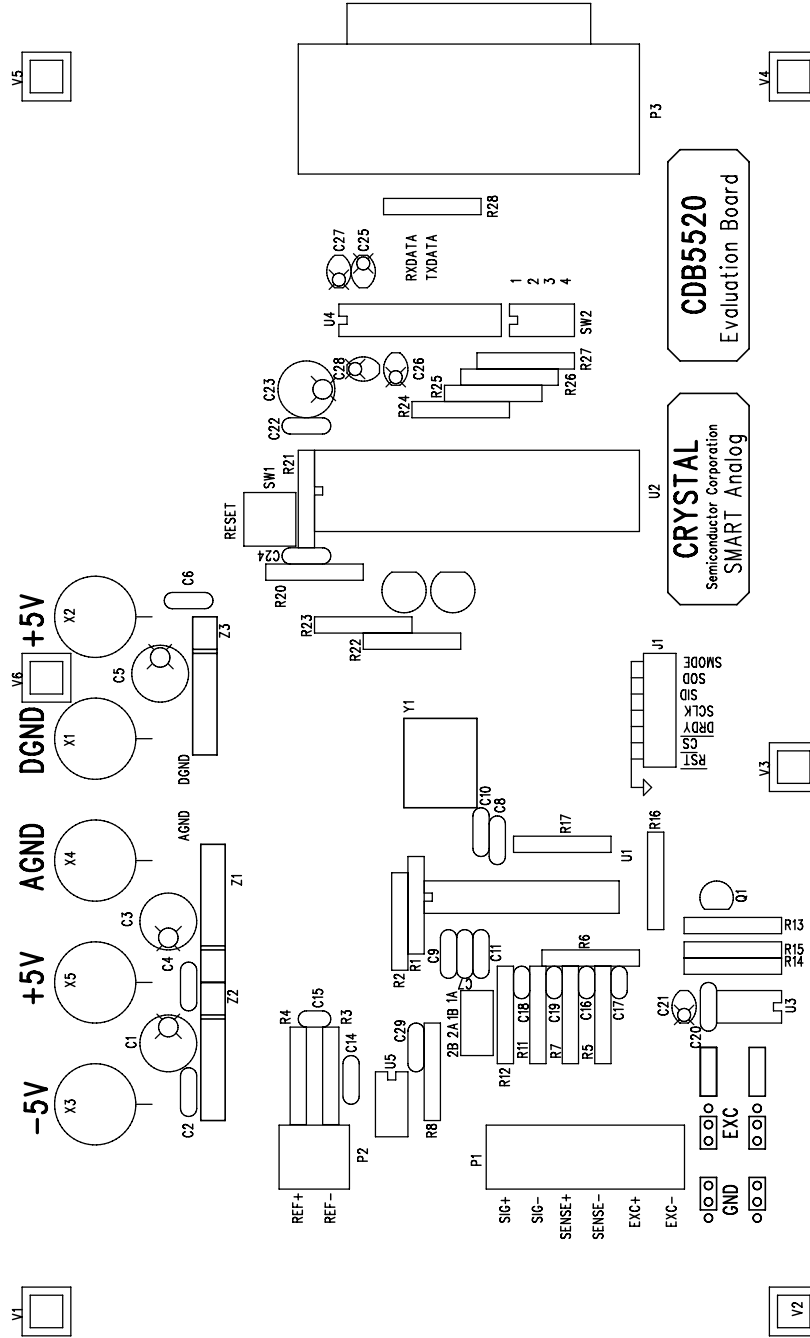 V5
V4
P3
R28
C27
C25
RXDATA
TXDATA
CDB5520
Evaluation Board
U4
1
2
3
4
SW2
C23
C28
C26
C22
R24
R25
R26
R27
CRYSTAL
Semiconductor Corporation
SMART Analog
RESET
SW1
R21
U2
C24
R20
R23
R22
+5V
X2
C6
Z3
V6
C5
DGND
X1
DGND
J1
SMODE
SOD
SID
SCLK
DRDY
CS
RST
V3
Y1
AGND
X4
AGND
C3
Z1
C10
C8
R17
U1
R16
R2
R1
Q1
R13
R15
R14
+5V
X5
C4
Z2
C9
C7
C11
R6
2B 2A 1B 1A
C18
C19
C16
C17
C21
C20
U3
C1
R4
C15
R3
C14
C29
U5
R8
R12
R11
R7
R5
-5V
X3
C2
P2
REF+
REF-
P1
SIG+
SIG-
SENSE+
SENSE-
EXC+
EXC-
EXC
GND
V1
V2